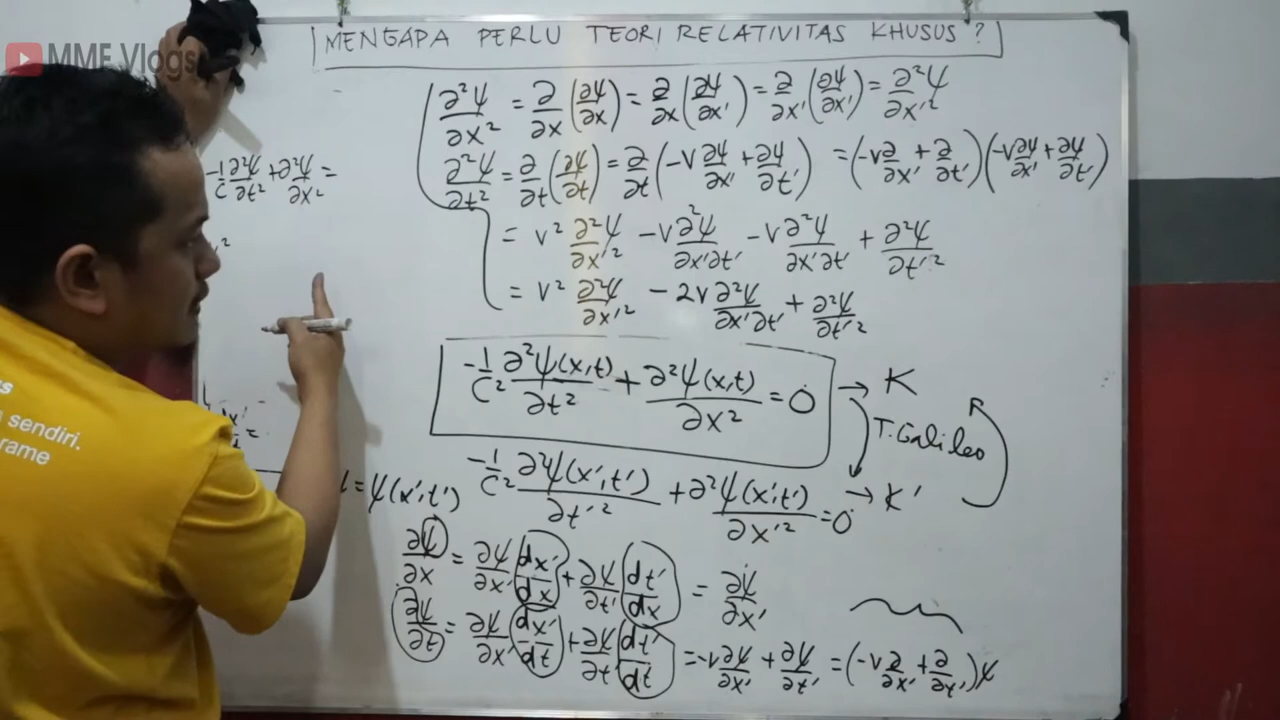 MME Vlogs
MENGAPA PERLU TEORI RELATIVITAS KHUSUS?
∂²ψ/∂x² = ∂/∂x (∂ψ/∂x) = ∂/∂x (∂ψ/∂x') = ∂/∂x' (∂ψ/∂x') = ∂²ψ/∂x'²
∂²ψ/∂t² = ∂/∂t (∂ψ/∂t) = ∂/∂t (-v ∂ψ/∂x' + ∂ψ/∂t') = (-v ∂/∂x' + ∂/∂t') (-v ∂ψ/∂x' + ∂ψ/∂t')
-1/c ∂²ψ/∂t² + ∂²ψ/∂x² =
= v² ∂²ψ/∂x'² - v ∂²ψ/∂x'∂t' - v ∂²ψ/∂x'∂t' + ∂²ψ/∂t'²
= v² ∂²ψ/∂x'² - 2v ∂²ψ/∂x'∂t' + ∂²ψ/∂t'²
-1/c² ∂²ψ(x,t)/∂t² + ∂²ψ(x,t)/∂x² = 0 → K
T. Galileo
= ψ(x',t')
-1/c² ∂²ψ(x',t')/∂t'² + ∂²ψ(x',t')/∂x'² = 0 → K'
∂ψ/∂x = ∂ψ/∂x' dx'/dx + ∂ψ/∂t' dt'/dx = ∂ψ/∂x'
∂ψ/∂t = ∂ψ/∂x' dx'/dt + ∂ψ/∂t' dt'/dt = -v ∂ψ/∂x' + ∂ψ/∂t' = (-v ∂/∂x' + ∂/∂t') ψ
sendiri.
rame